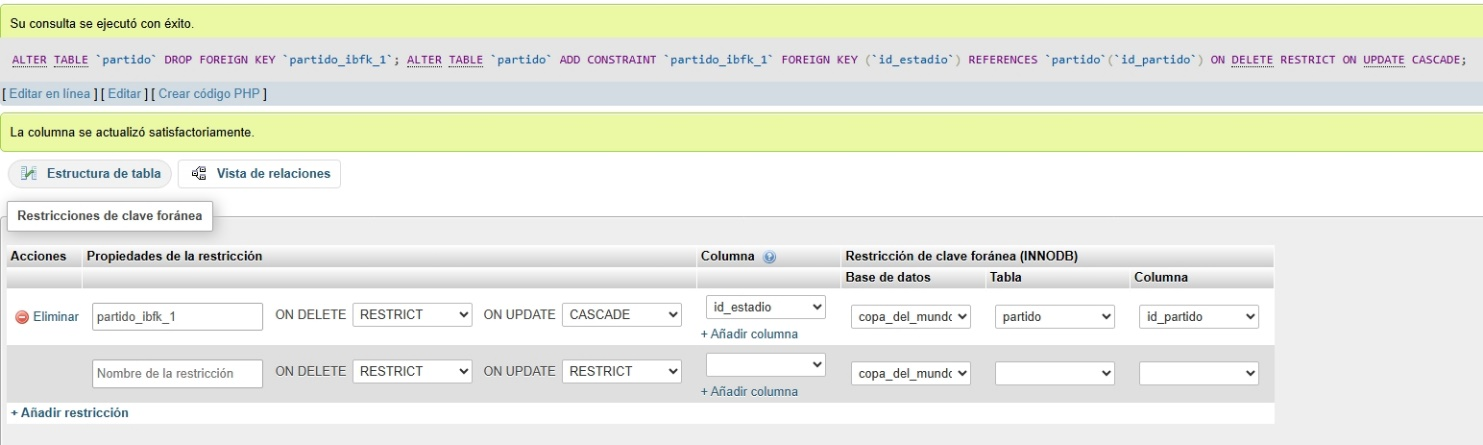 Su consulta se ejecutó con éxito.
ALTER TABLE `partido` DROP FOREIGN KEY `partido_ibfk_1`; ALTER TABLE `partido` ADD CONSTRAINT `partido_ibfk_1` FOREIGN KEY (`id_estadio`) REFERENCES `partido`(`id_partido`) ON DELETE RESTRICT ON UPDATE CASCADE;
[ Editar en línea ] [ Editar ] [ Crear código PHP ]
La columna se actualizó satisfactoriamente.
Estructura de tabla Vista de relaciones
Restricciones de clave foránea
Acciones Propiedades de la restricción Columna Restricción de clave foránea (INNODB)
Base de datos Tabla Columna
Eliminar partido_ibfk_1 ON DELETE RESTRICT ON UPDATE CASCADE id_estadio copa_del_mundo partido id_partido
+ Añadir columna
Nombre de la restricción ON DELETE RESTRICT ON UPDATE RESTRICT copa_del_mundo
+ Añadir columna
+ Añadir restricción